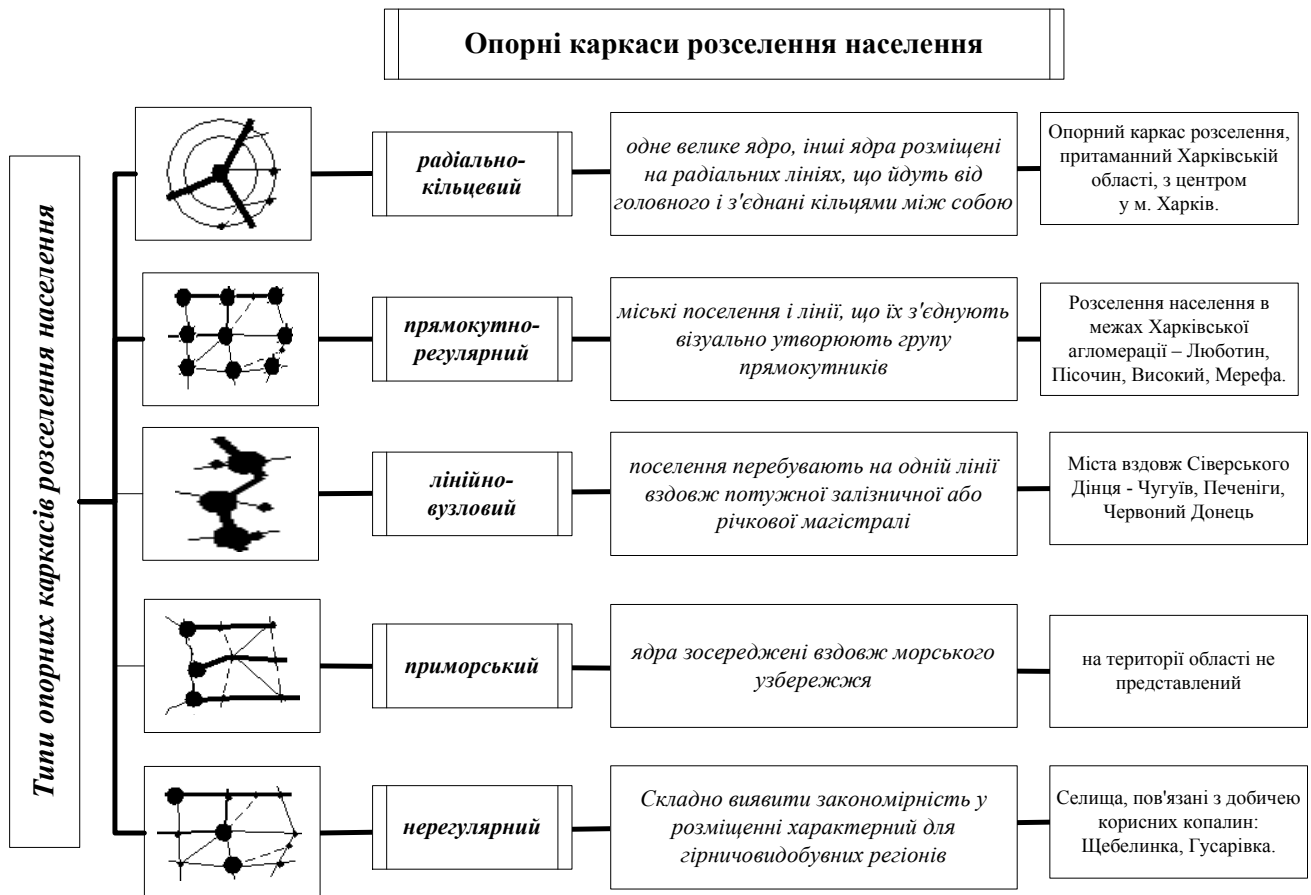 Опорні каркаси розселення населення
Типи опорних каркасів розселення населення
радіально-
кільцевий
одне велике ядро, інші ядра розміщені
на радіальних лініях, що йдуть від
головного і з'єднані кільцями між собою
Опорний каркас розселення,
притаманний Харківській
області, з центром
у м. Харків.
прямокутно-
регулярний
міські поселення і лінії, що їх з'єднують
візуально утворюють групу
прямокутників
Розселення населення в
межах Харківської
агломерації – Люботин,
Пісочин, Високий, Мерефа.
лінійно-
вузловий
поселення перебувають на одній лінії
вздовж потужної залізничної або
річкової магістралі
Міста вздовж Сіверського
Дінця - Чугуїв, Печеніги,
Червоний Донець
приморський
ядра зосереджені вздовж морського
узбережжя
на території області не
представлений
нерегулярний
Складно виявити закономірність у
розміщенні характерний для
гірничовидобувних регіонів
Селища, пов'язані з добичею
корисних копалин:
Щебелинка, Гусарівка.